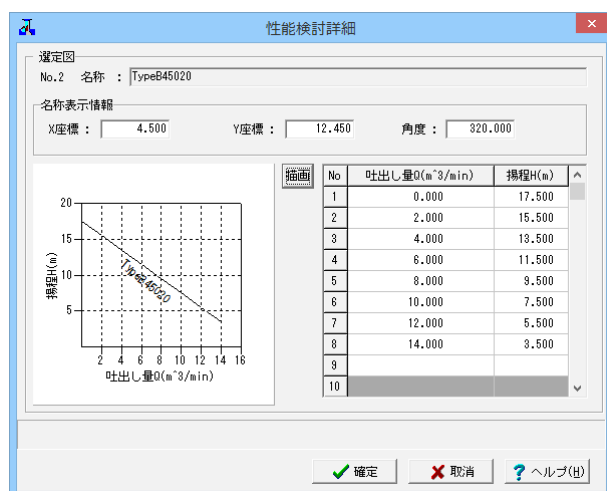 性能検討詳細
選定図
No.2 名称 : TypeB45020
名称表示情報
X座標 : 4.500 Y座標 : 12.450 角度 : 320.000
描画
No 吐出し量Q(m^3/min) 揚程H(m)
1 0.000 17.500
2 2.000 15.500
3 4.000 13.500
4 6.000 11.500
5 8.000 9.500
6 10.000 7.500
7 12.000 5.500
8 14.000 3.500
9
10
揚程H(m)
20
15
10
5
TypeB45020
2 4 6 8 10 12 14 16
吐出し量Q(m^3/min)
確定 取消 ヘルプ(H)